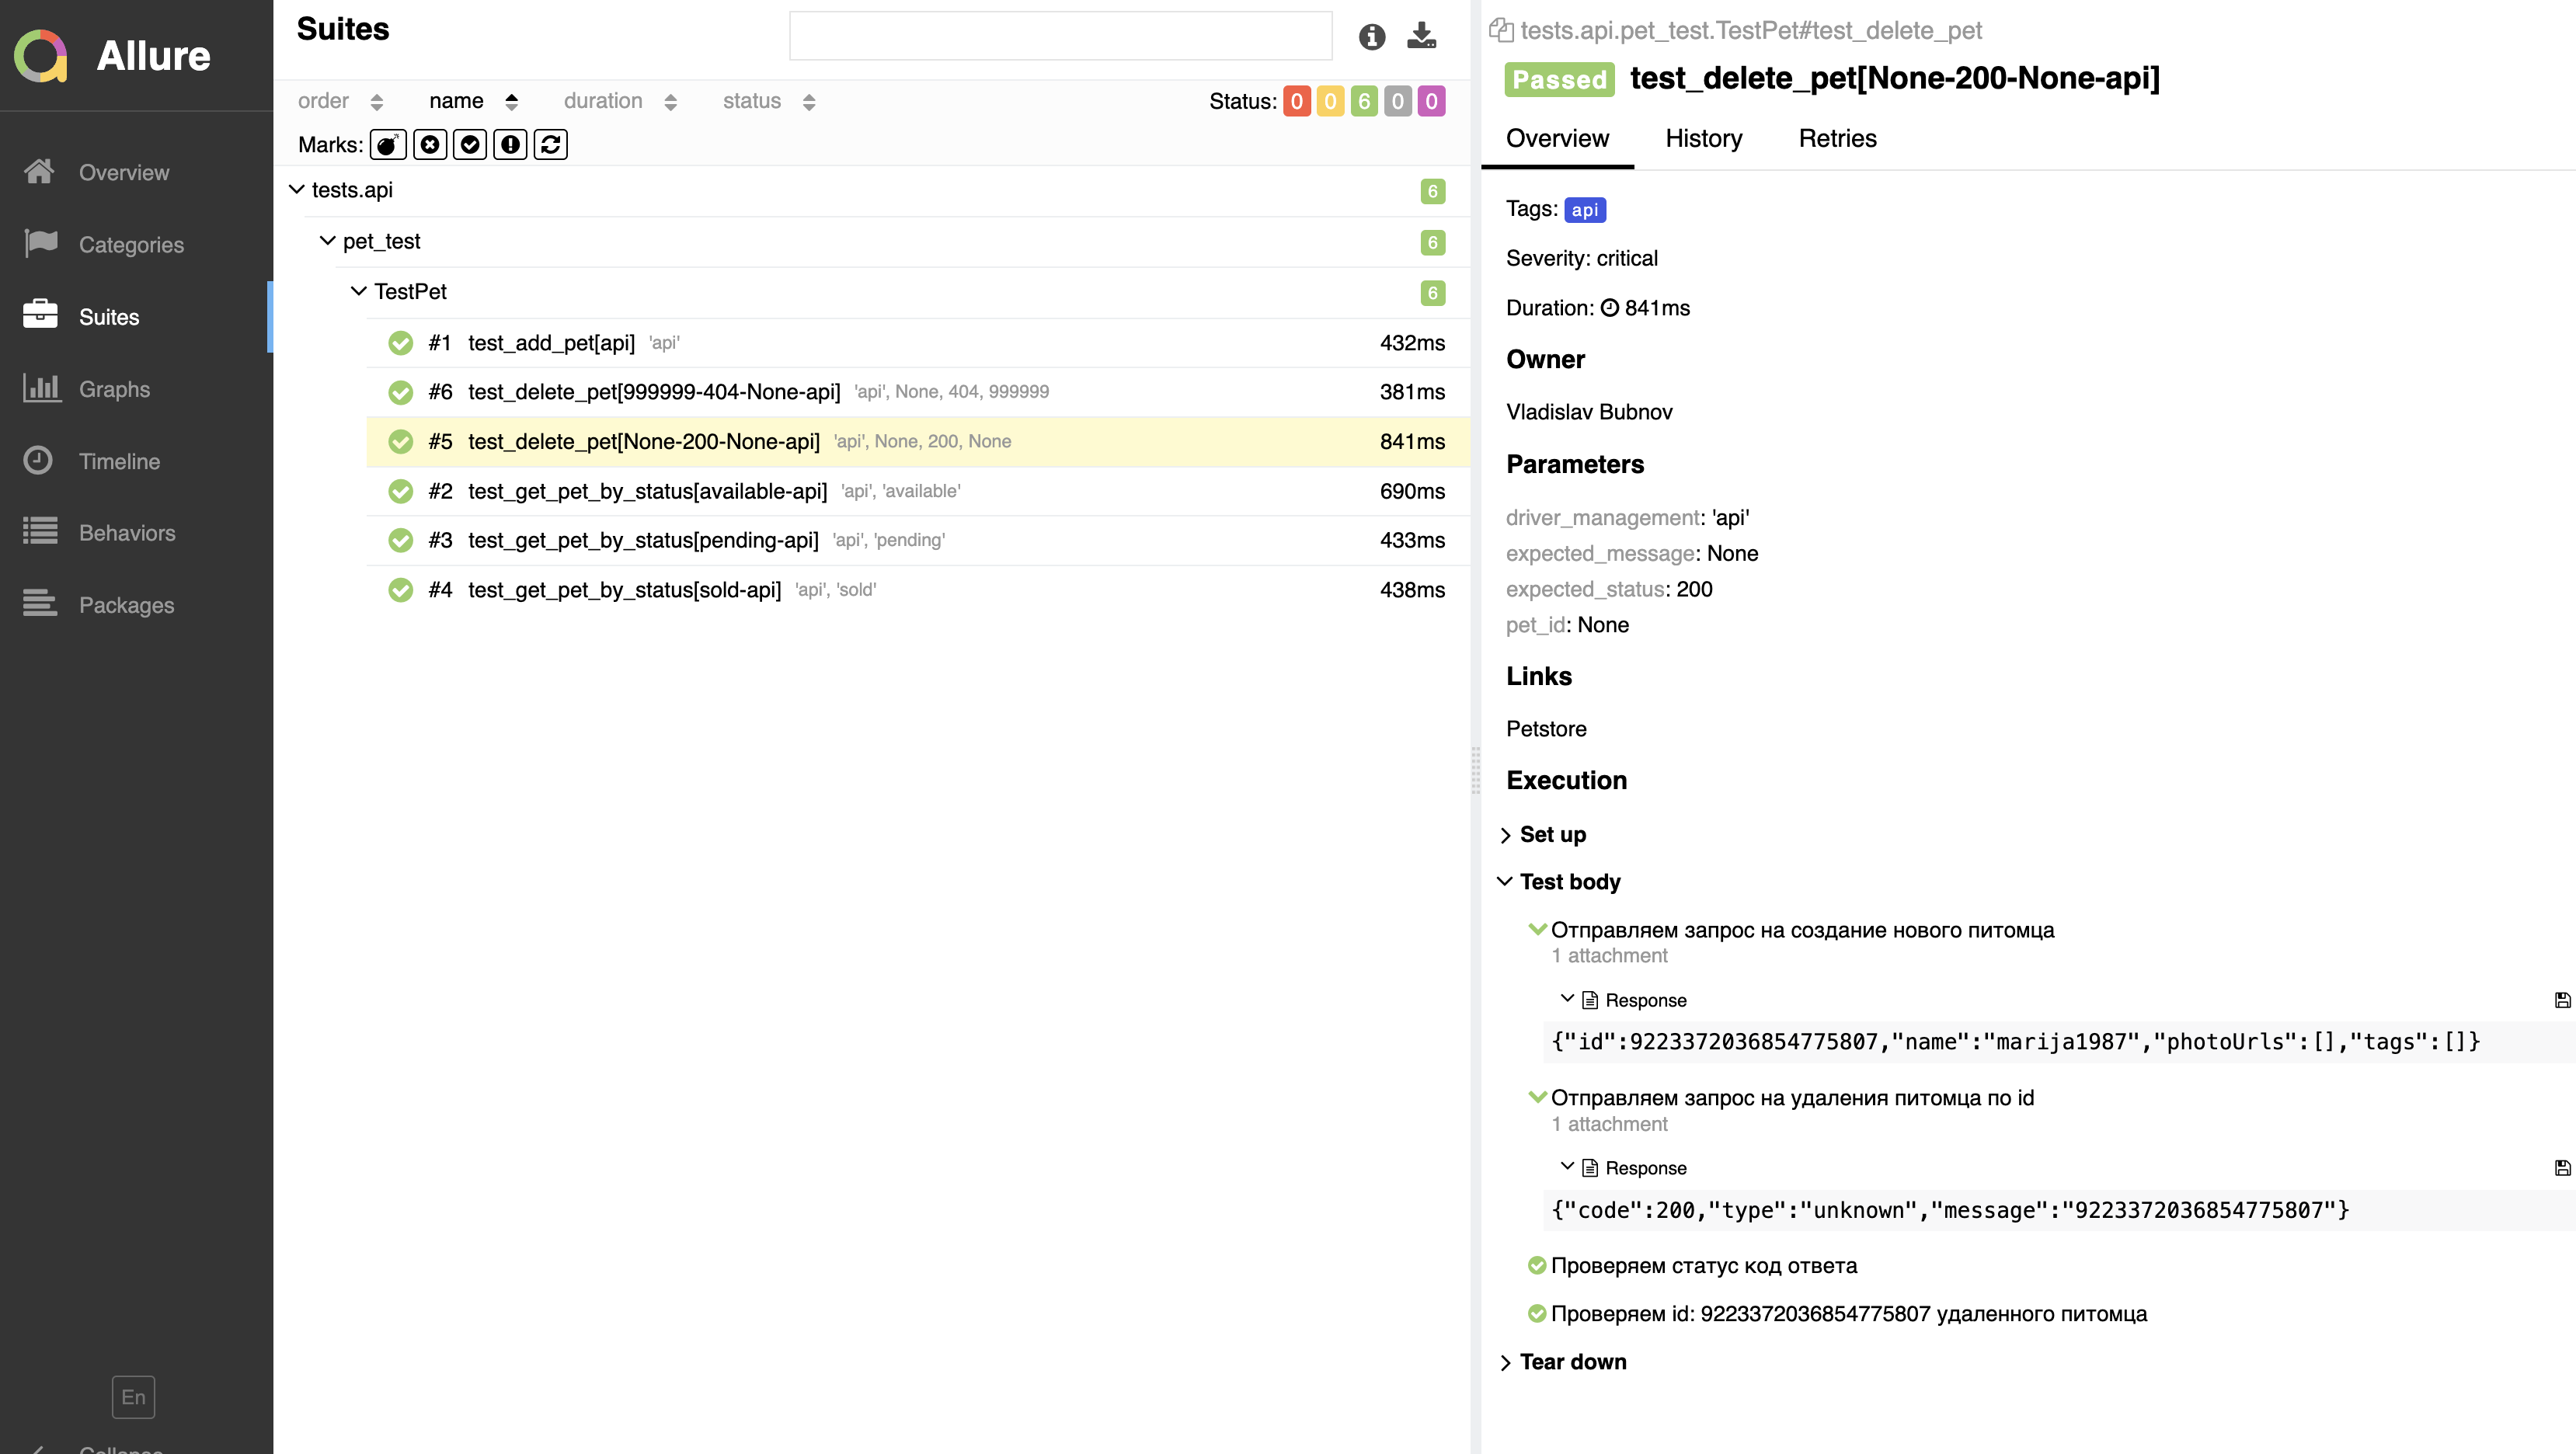 Allure
Overview
Categories
Suites
Graphs
Timeline
Behaviors
Packages
En
Collapse
Suites
order name duration status
Status: 0 0 6 0 0
Marks:
tests.api 6
pet_test 6
TestPet 6
#1 test_add_pet[api] 'api' 432ms
#6 test_delete_pet[999999-404-None-api] 'api', None, 404, 999999 381ms
#5 test_delete_pet[None-200-None-api] 'api', None, 200, None 841ms
#2 test_get_pet_by_status[available-api] 'api', 'available' 690ms
#3 test_get_pet_by_status[pending-api] 'api', 'pending' 433ms
#4 test_get_pet_by_status[sold-api] 'api', 'sold' 438ms
tests.api.pet_test.TestPet#test_delete_pet
Passed test_delete_pet[None-200-None-api]
Overview History Retries
Tags: api
Severity: critical
Duration: 841ms
Owner
Vladislav Bubnov
Parameters
driver_management: 'api'
expected_message: None
expected_status: 200
pet_id: None
Links
Petstore
Execution
Set up
Test body
Отправляем запрос на создание нового питомца
1 attachment
Response
{"id":9223372036854775807,"name":"marija1987","photoUrls":[],"tags":[]}
Отправляем запрос на удаления питомца по id
1 attachment
Response
{"code":200,"type":"unknown","message":"9223372036854775807"}
Проверяем статус код ответа
Проверяем id: 9223372036854775807 удаленного питомца
Tear down